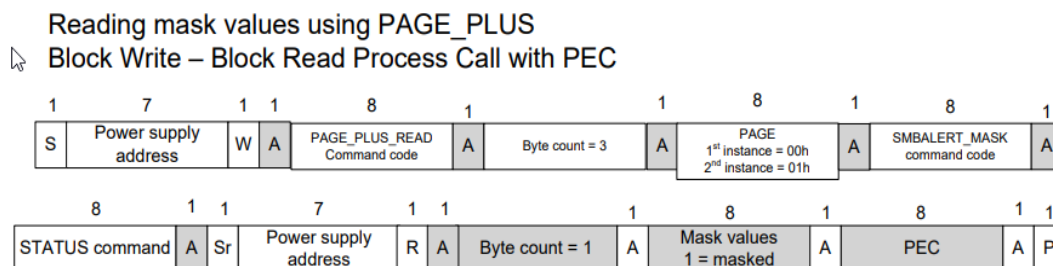 Reading mask values using PAGE_PLUS
Block Write – Block Read Process Call with PEC
1 7 1 1 8 1 1 8 1 8 1
S Power supply address W A PAGE_PLUS_READ Command code A Byte count = 3 A PAGE 1st instance = 00h 2nd instance = 01h A SMBALERT_MASK command code A
8 1 1 7 1 1 1 8 1 8 1 1
STATUS command A Sr Power supply address R A Byte count = 1 A Mask values 1 = masked A PEC A P